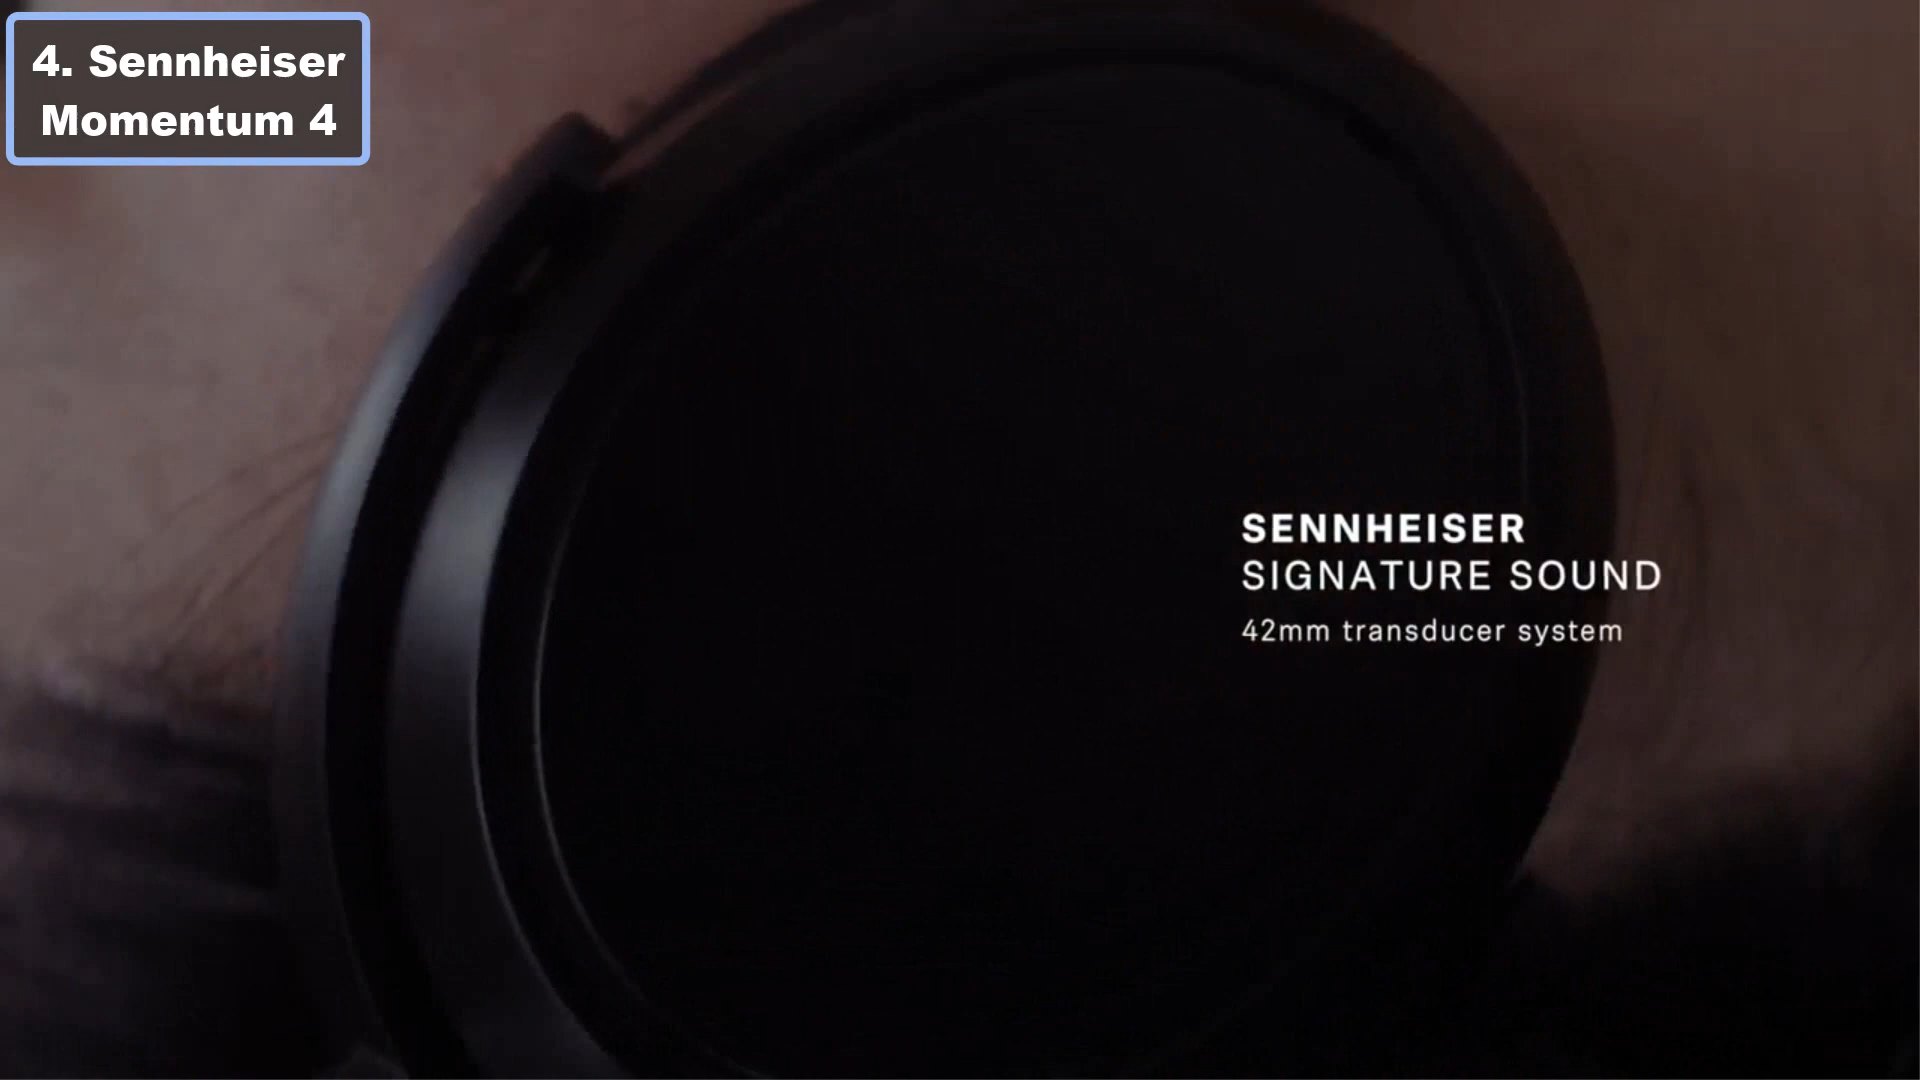 4. Sennheiser
Momentum 4
SENNHEISER
SIGNATURE SOUND
42mm transducer system